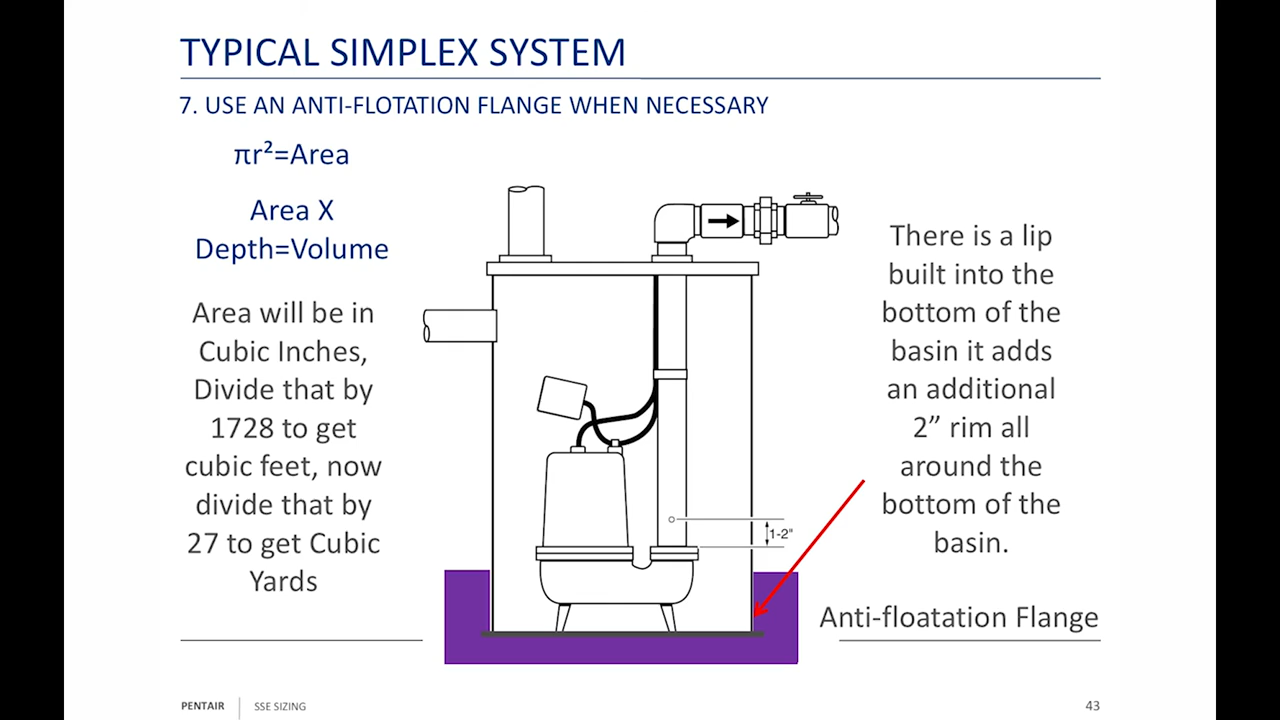 TYPICAL SIMPLEX SYSTEM
7. USE AN ANTI-FLOTATION FLANGE WHEN NECESSARY
πr²=Area
Area X
Depth=Volume
Area will be in
Cubic Inches,
Divide that by
1728 to get
cubic feet, now
divide that by
27 to get Cubic
Yards
1-2"
There is a lip
built into the
bottom of the
basin it adds
an additional
2” rim all
around the
bottom of the
basin.
Anti-floatation Flange
PENTAIR
SSE SIZING
43